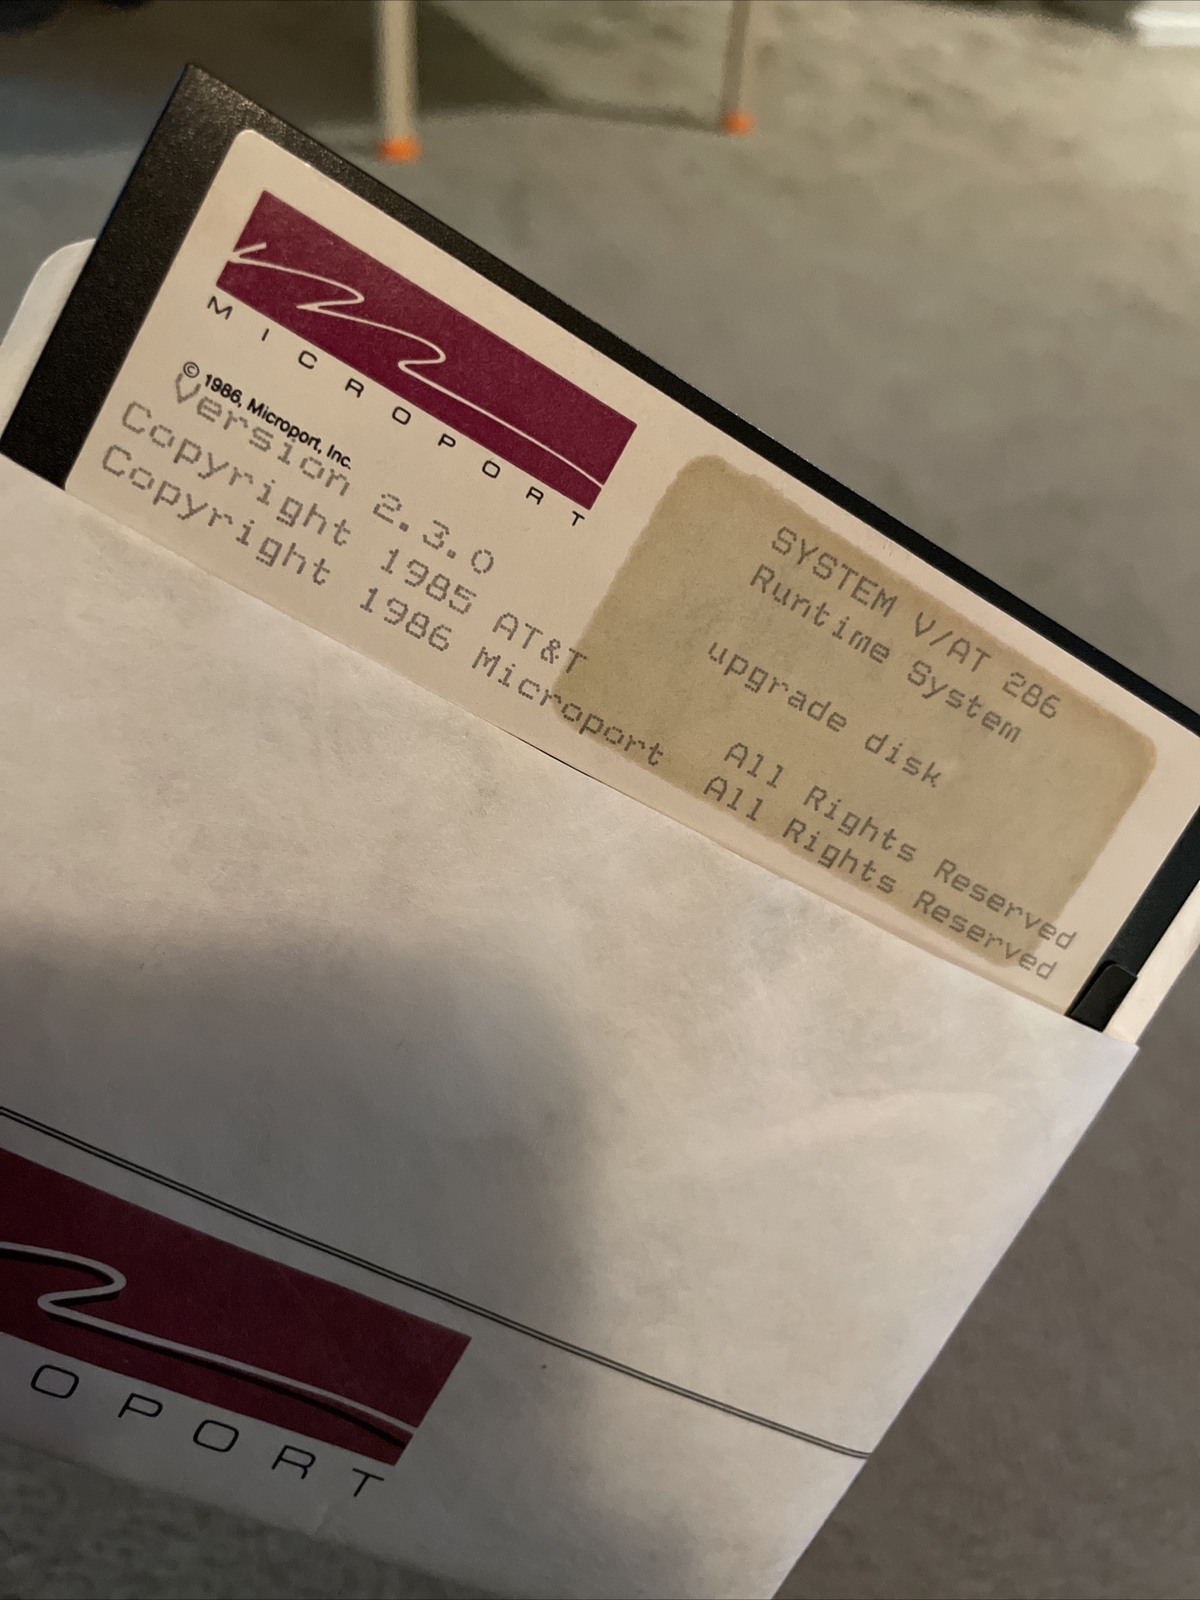 MICROPORT
© 1986, Microport, Inc.
SYSTEM V/AT 286
Runtime System
upgrade disk
Version 2.3.0
Copyright 1985 AT&T All Rights Reserved
Copyright 1986 Microport All Rights Reserved
OPORT